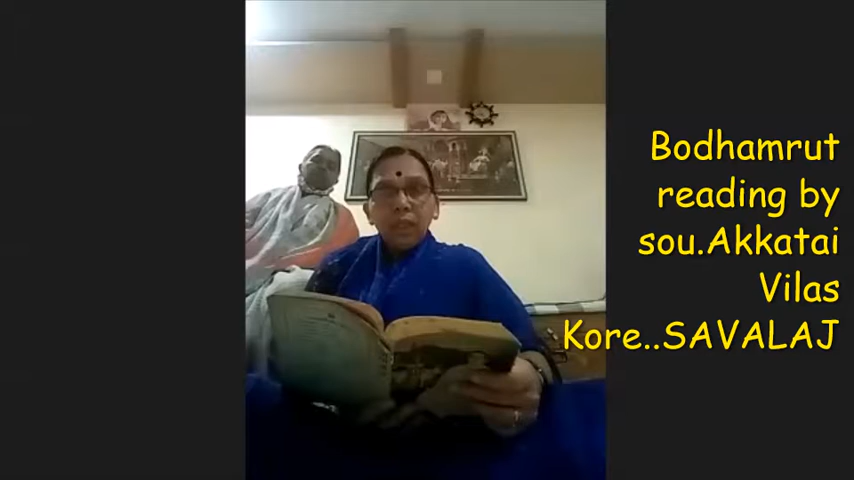 Bodhamrut
reading by
sou.Akkatai
Vilas
Kore..SAVALAJ